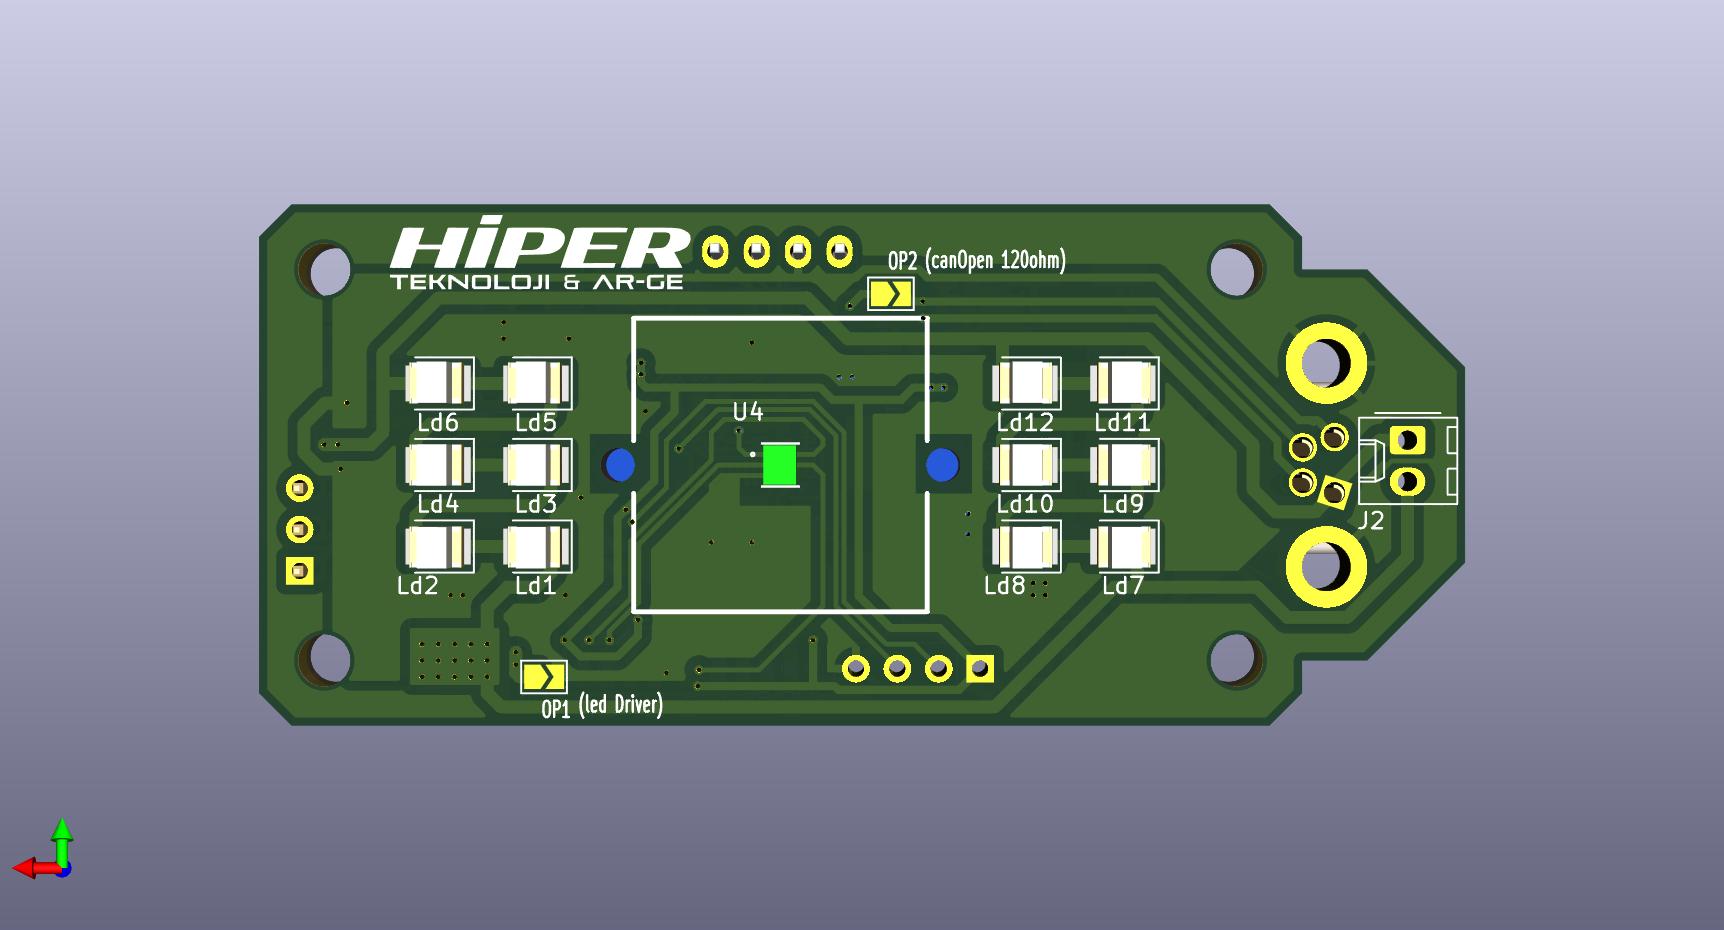 HİPER
TEKNOLOJI & AR-GE
OP2 (canOpen 120ohm)
U4
Ld6 Ld5 Ld12 Ld11
Ld4 Ld3 Ld10 Ld9
J2
Ld2 Ld1 Ld8 Ld7
OP1 (led Driver)